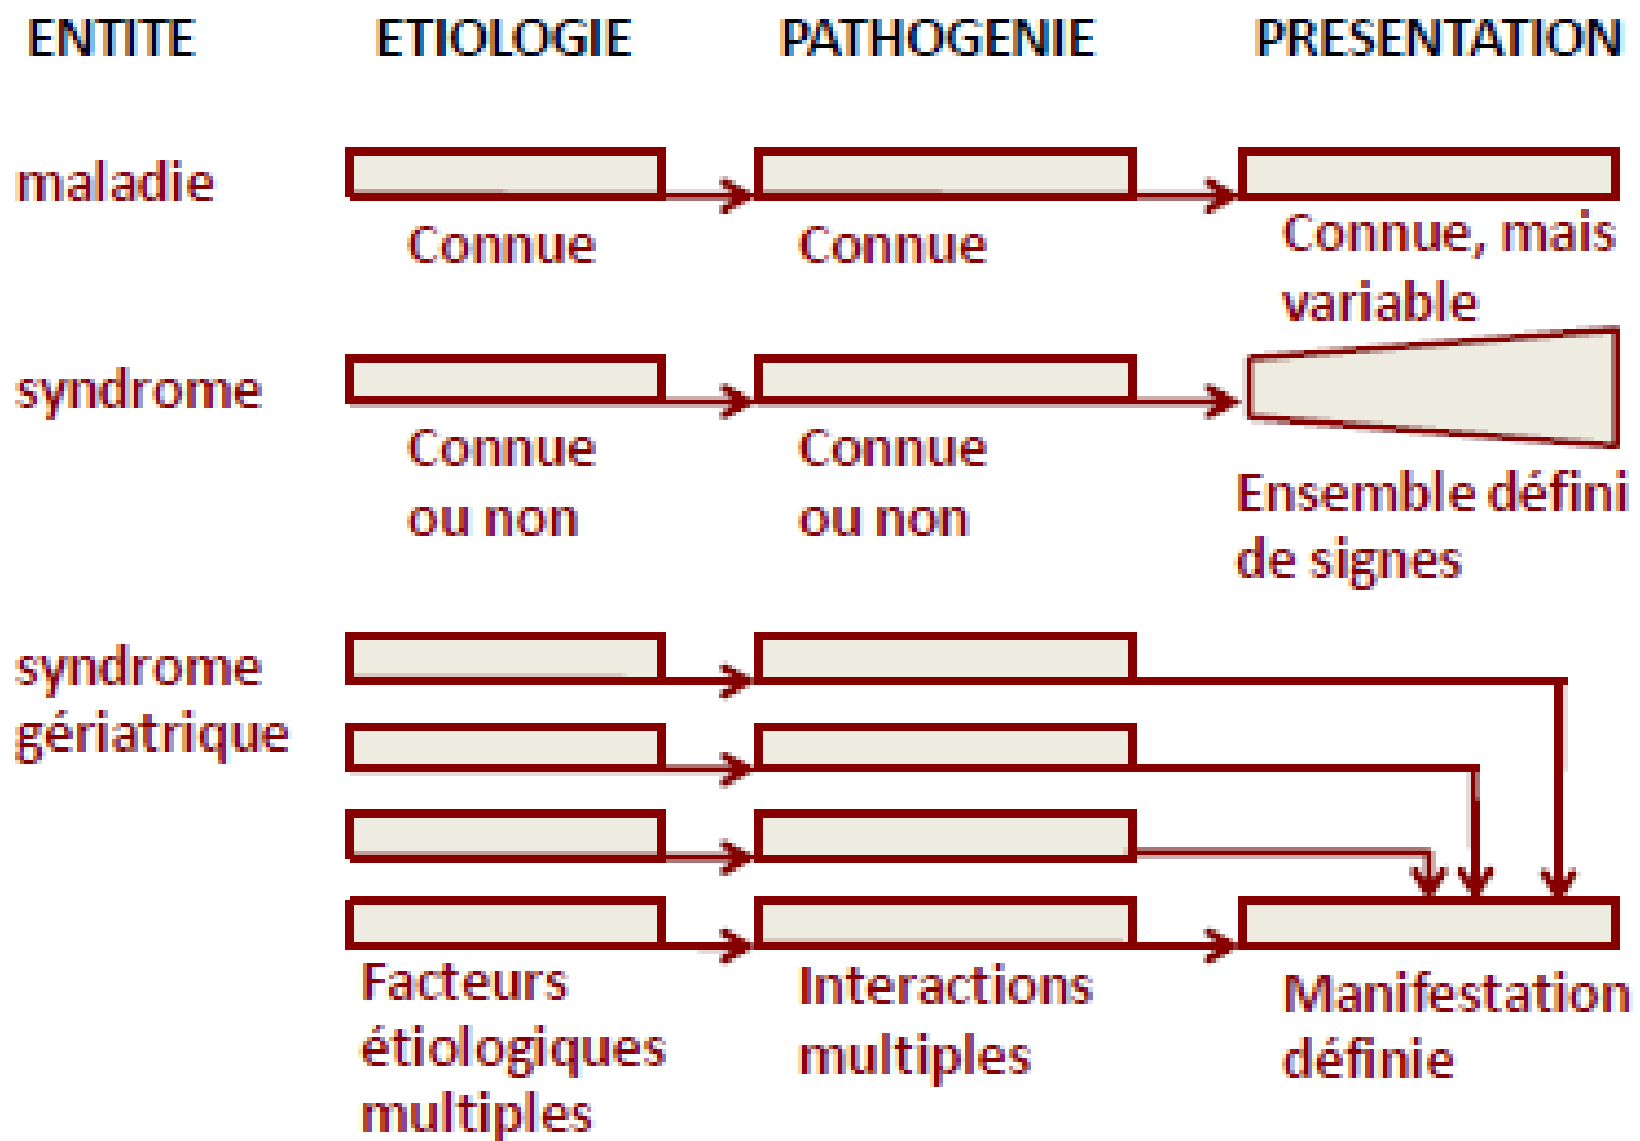 ENTITE ETIOLOGIE PATHOGENIE PRESENTATION
maladie
Connue
Connue
Connue, mais
variable
syndrome
Connue
ou non
Connue
ou non
Ensemble défini
de signes
syndrome
gériatrique
Facteurs
étiologiques
multiples
Interactions
multiples
Manifestation
définie